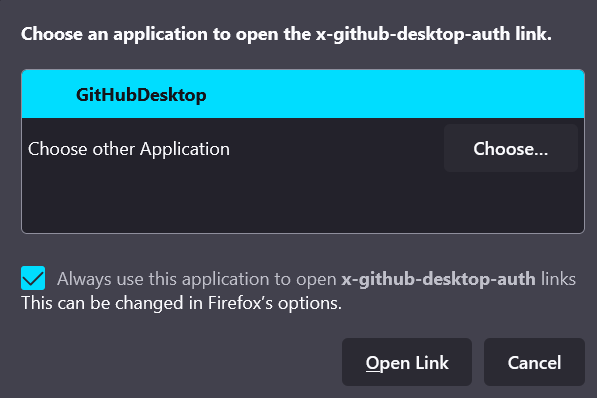 Choose an application to open the x-github-desktop-auth link.
GitHubDesktop
Choose other Application
Choose...
Always use this application to open x-github-desktop-auth links
This can be changed in Firefox’s options.
Open Link
Cancel